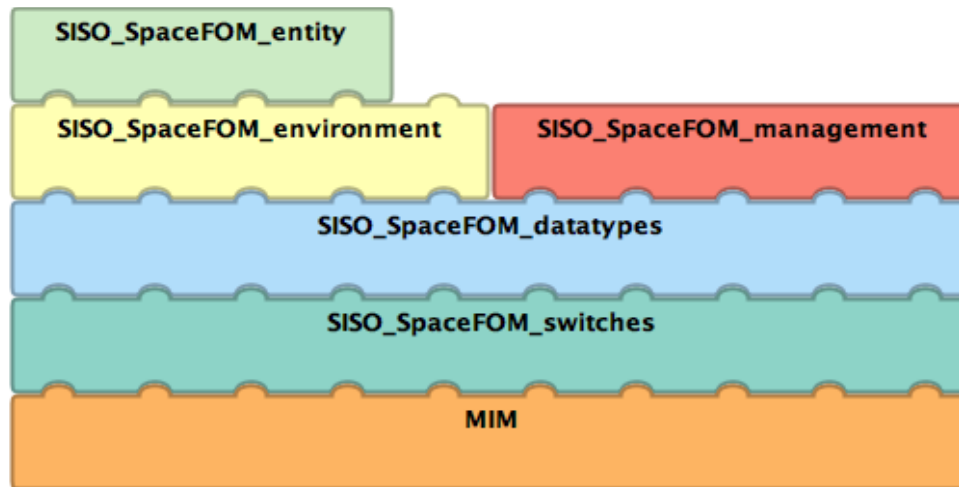 SISO_SpaceFOM_entity
SISO_SpaceFOM_environment
SISO_SpaceFOM_management
SISO_SpaceFOM_datatypes
SISO_SpaceFOM_switches
MIM